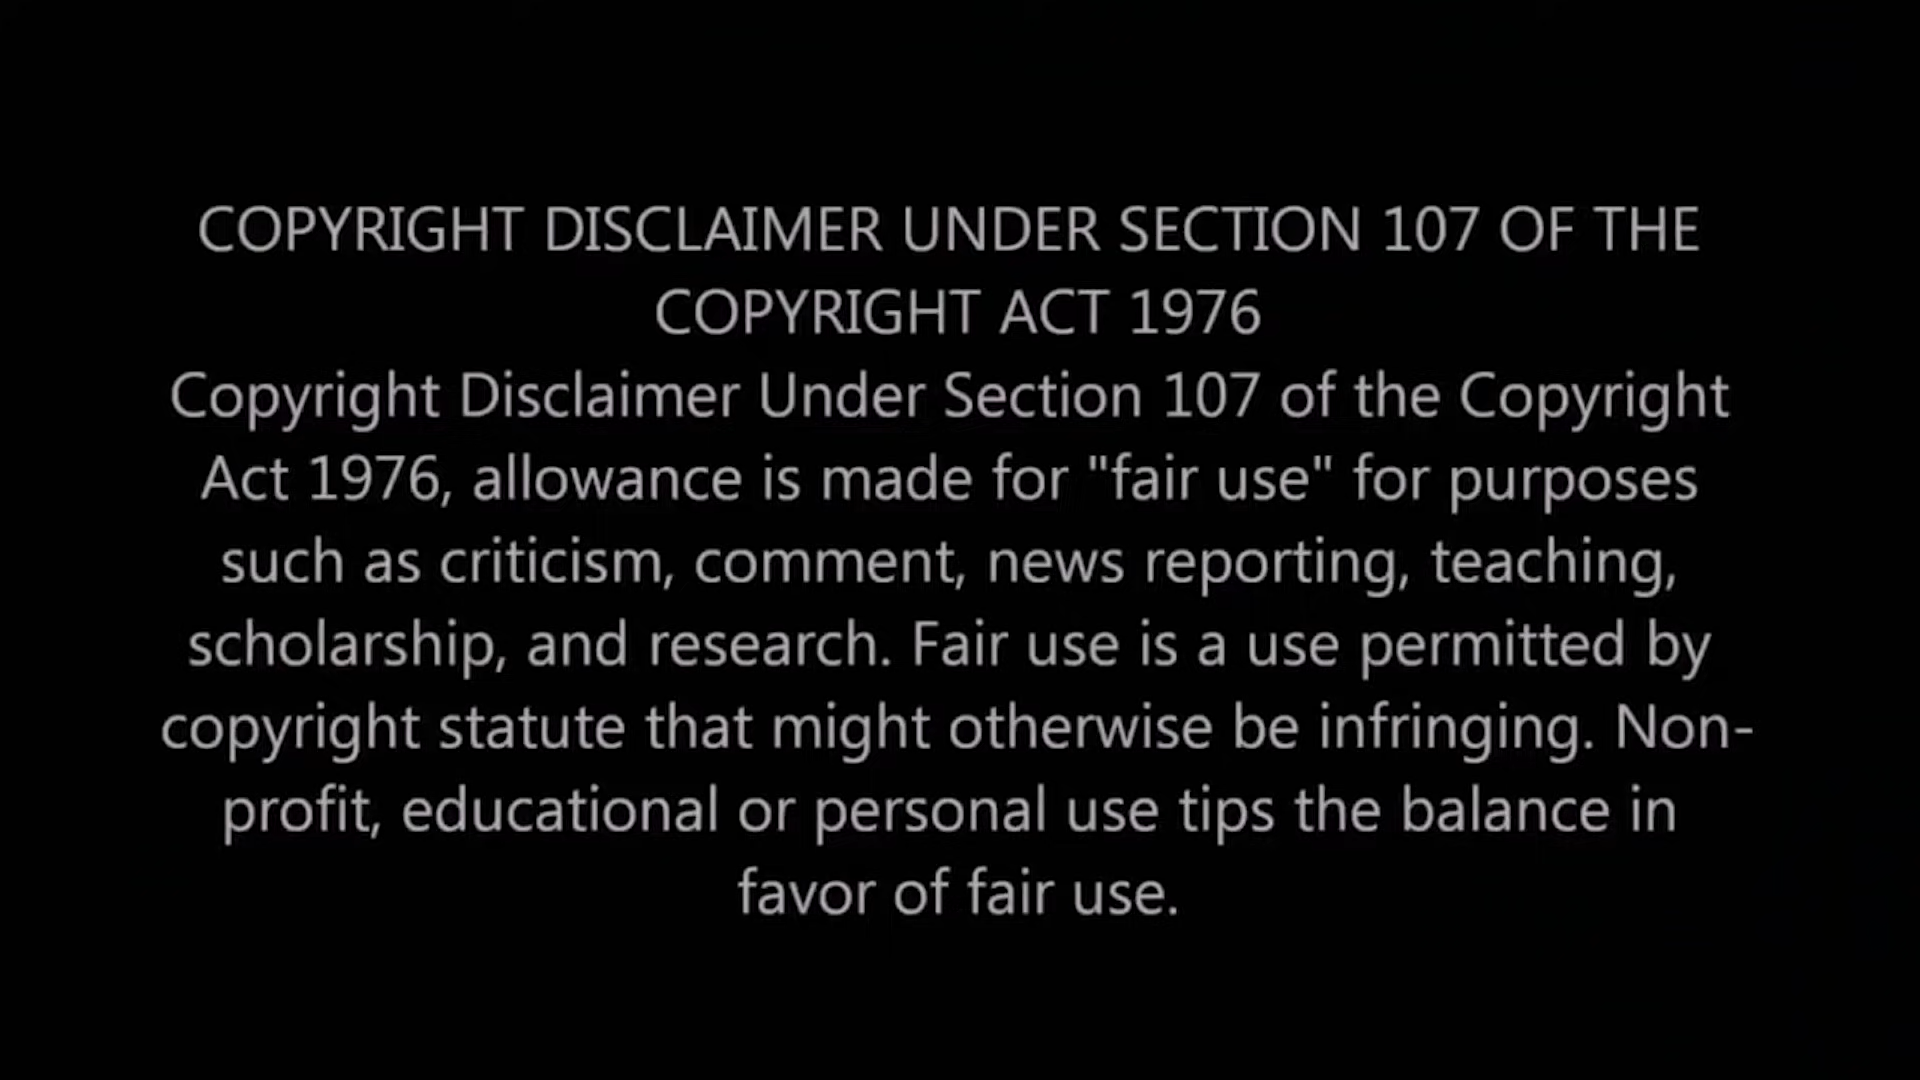 COPYRIGHT DISCLAIMER UNDER SECTION 107 OF THE
COPYRIGHT ACT 1976
Copyright Disclaimer Under Section 107 of the Copyright
Act 1976, allowance is made for "fair use" for purposes
such as criticism, comment, news reporting, teaching,
scholarship, and research. Fair use is a use permitted by
copyright statute that might otherwise be infringing. Non-
profit, educational or personal use tips the balance in
favor of fair use.